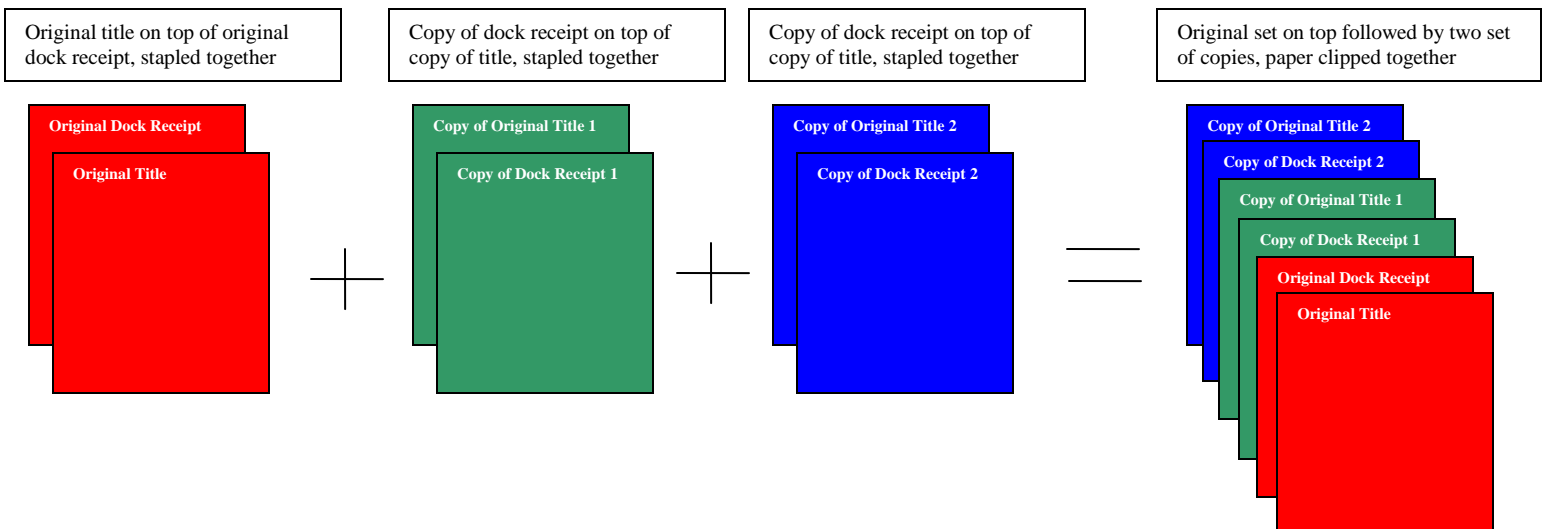 Original title on top of original
dock receipt, stapled together
Copy of dock receipt on top of
copy of title, stapled together
Copy of dock receipt on top of
copy of title, stapled together
Original set on top followed by two set
of copies, paper clipped together
Original Dock Receipt
Original Title
Copy of Original Title 1
Copy of Dock Receipt 1
Copy of Original Title 2
Copy of Dock Receipt 2
Copy of Original Title 2
Copy of Dock Receipt 2
Copy of Original Title 1
Copy of Dock Receipt 1
Original Dock Receipt
Original Title